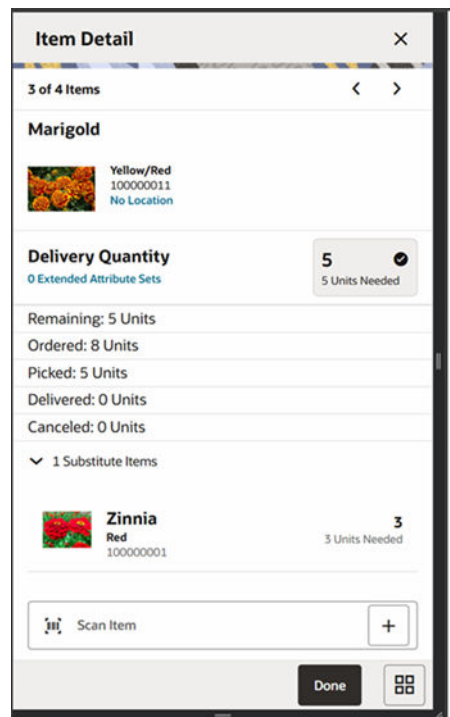 Item Detail
3 of 4 Items
Marigold
Yellow/Red
100000011
No Location
Delivery Quantity
0 Extended Attribute Sets
5
5 Units Needed
Remaining: 5 Units
Ordered: 8 Units
Picked: 5 Units
Delivered: 0 Units
Canceled: 0 Units
1 Substitute Items
Zinnia
Red
100000001
3
3 Units Needed
Scan Item
Done